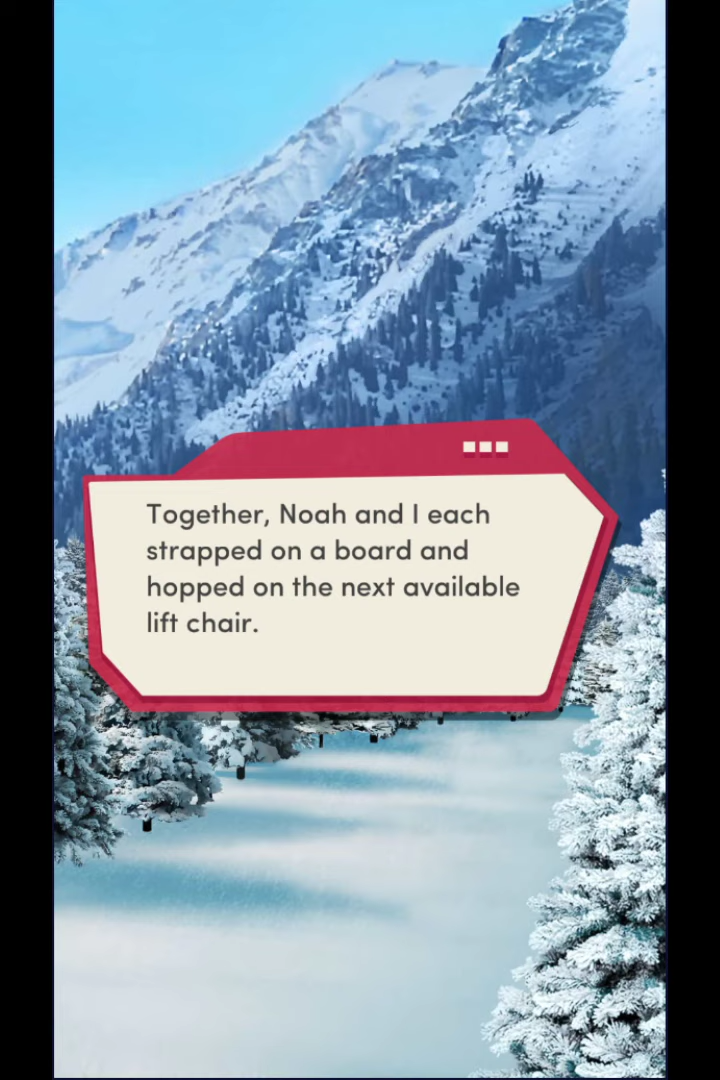 Together, Noah and I each
strapped on a board and
hopped on the next available
lift chair.